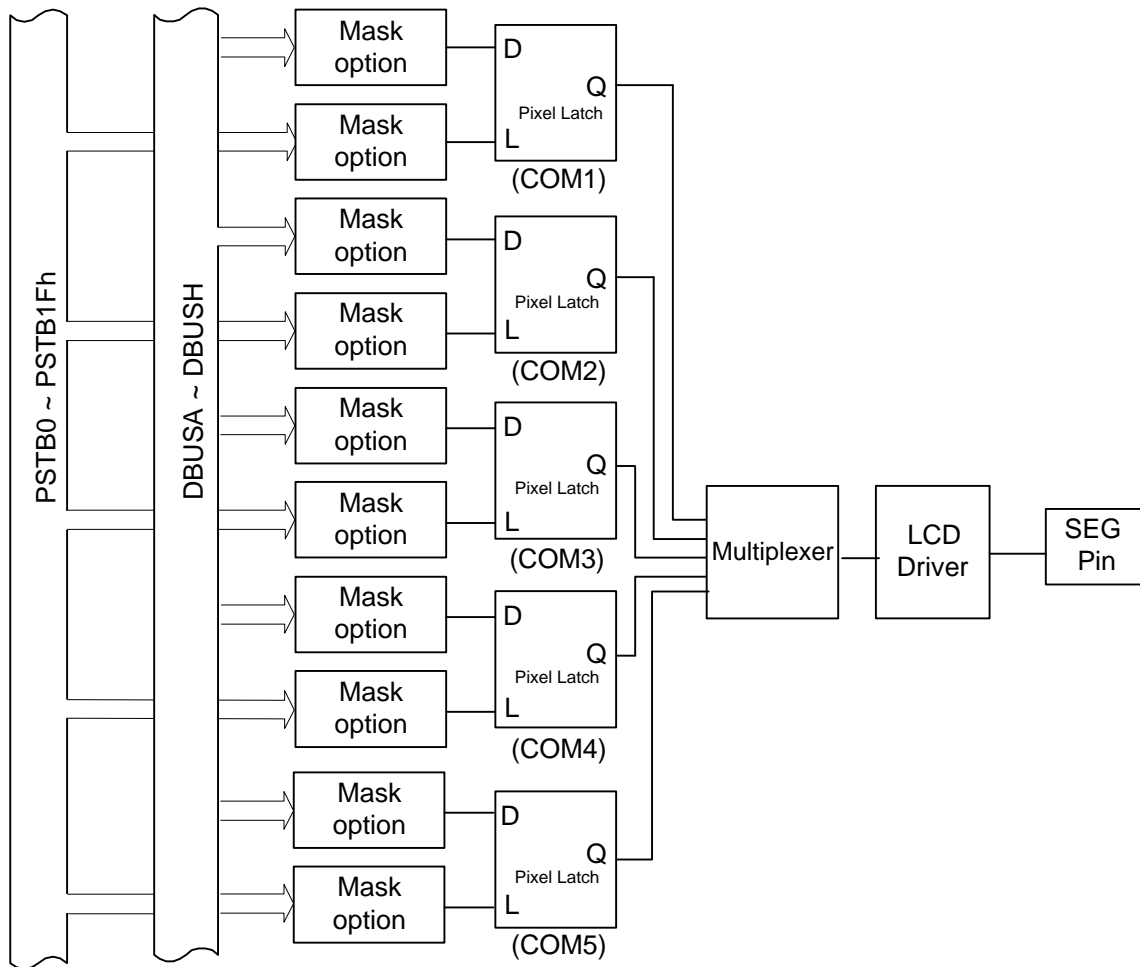 PSTB0 ~ PSTB1Fh
DBUSA ~ DBUSH
Mask
option
D
Q
Pixel Latch
Mask
option
L
(COM1)
Mask
option
D
Q
Pixel Latch
Mask
option
L
(COM2)
Mask
option
D
Q
Pixel Latch
Mask
option
L
(COM3)
Mask
option
D
Q
Pixel Latch
Mask
option
L
(COM4)
Mask
option
D
Q
Pixel Latch
Mask
option
L
(COM5)
Multiplexer
LCD
Driver
SEG
Pin